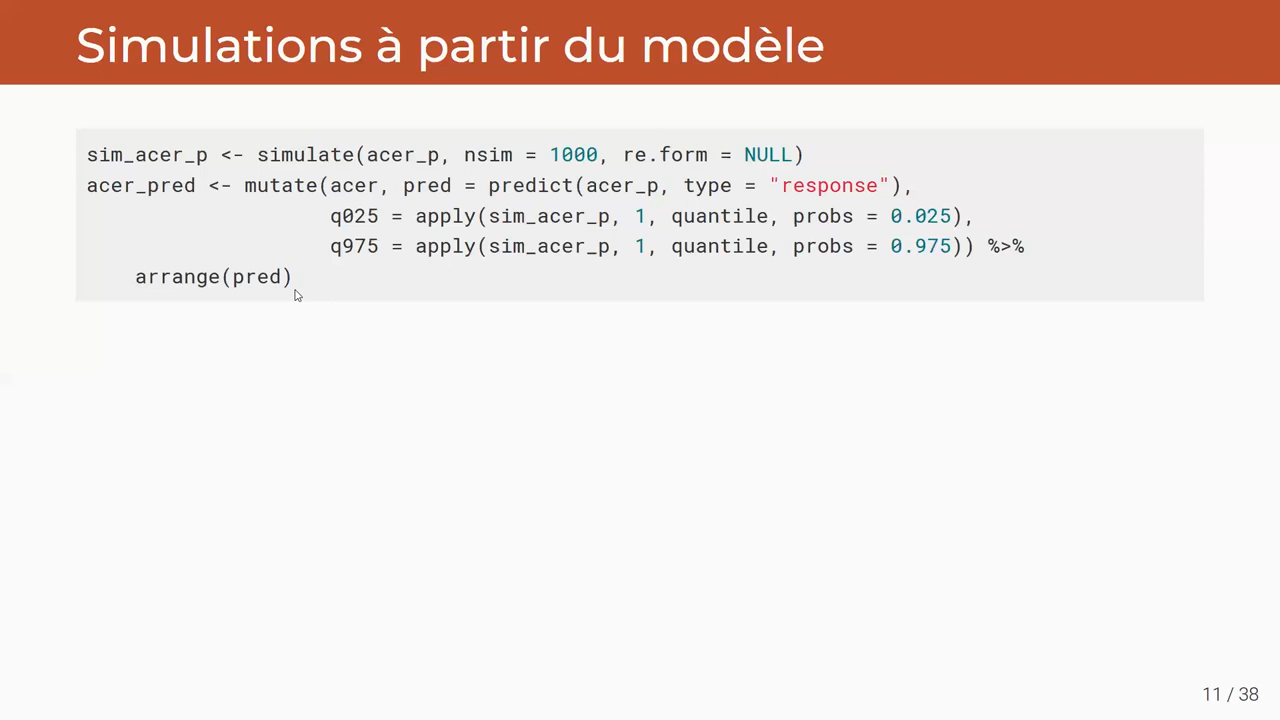 Simulations à partir du modèle
sim_acer_p <- simulate(acer_p, nsim = 1000, re.form = NULL)
acer_pred <- mutate(acer, pred = predict(acer_p, type = "response"),
q025 = apply(sim_acer_p, 1, quantile, probs = 0.025),
q975 = apply(sim_acer_p, 1, quantile, probs = 0.975)) %>%
arrange(pred)
11 / 38